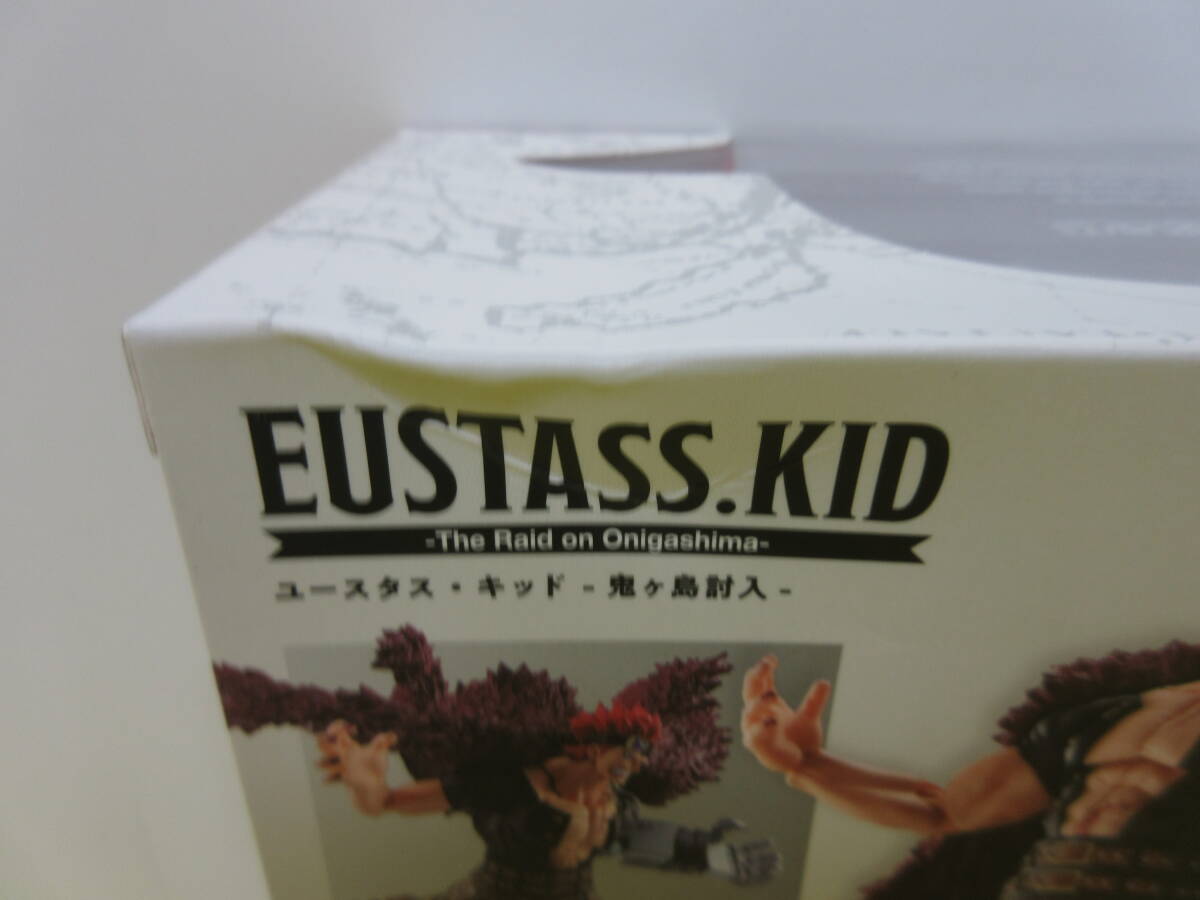 EUSTASS.KID
-The Raid on Onigashima-
ユースタス・キッド -鬼ヶ島討入-